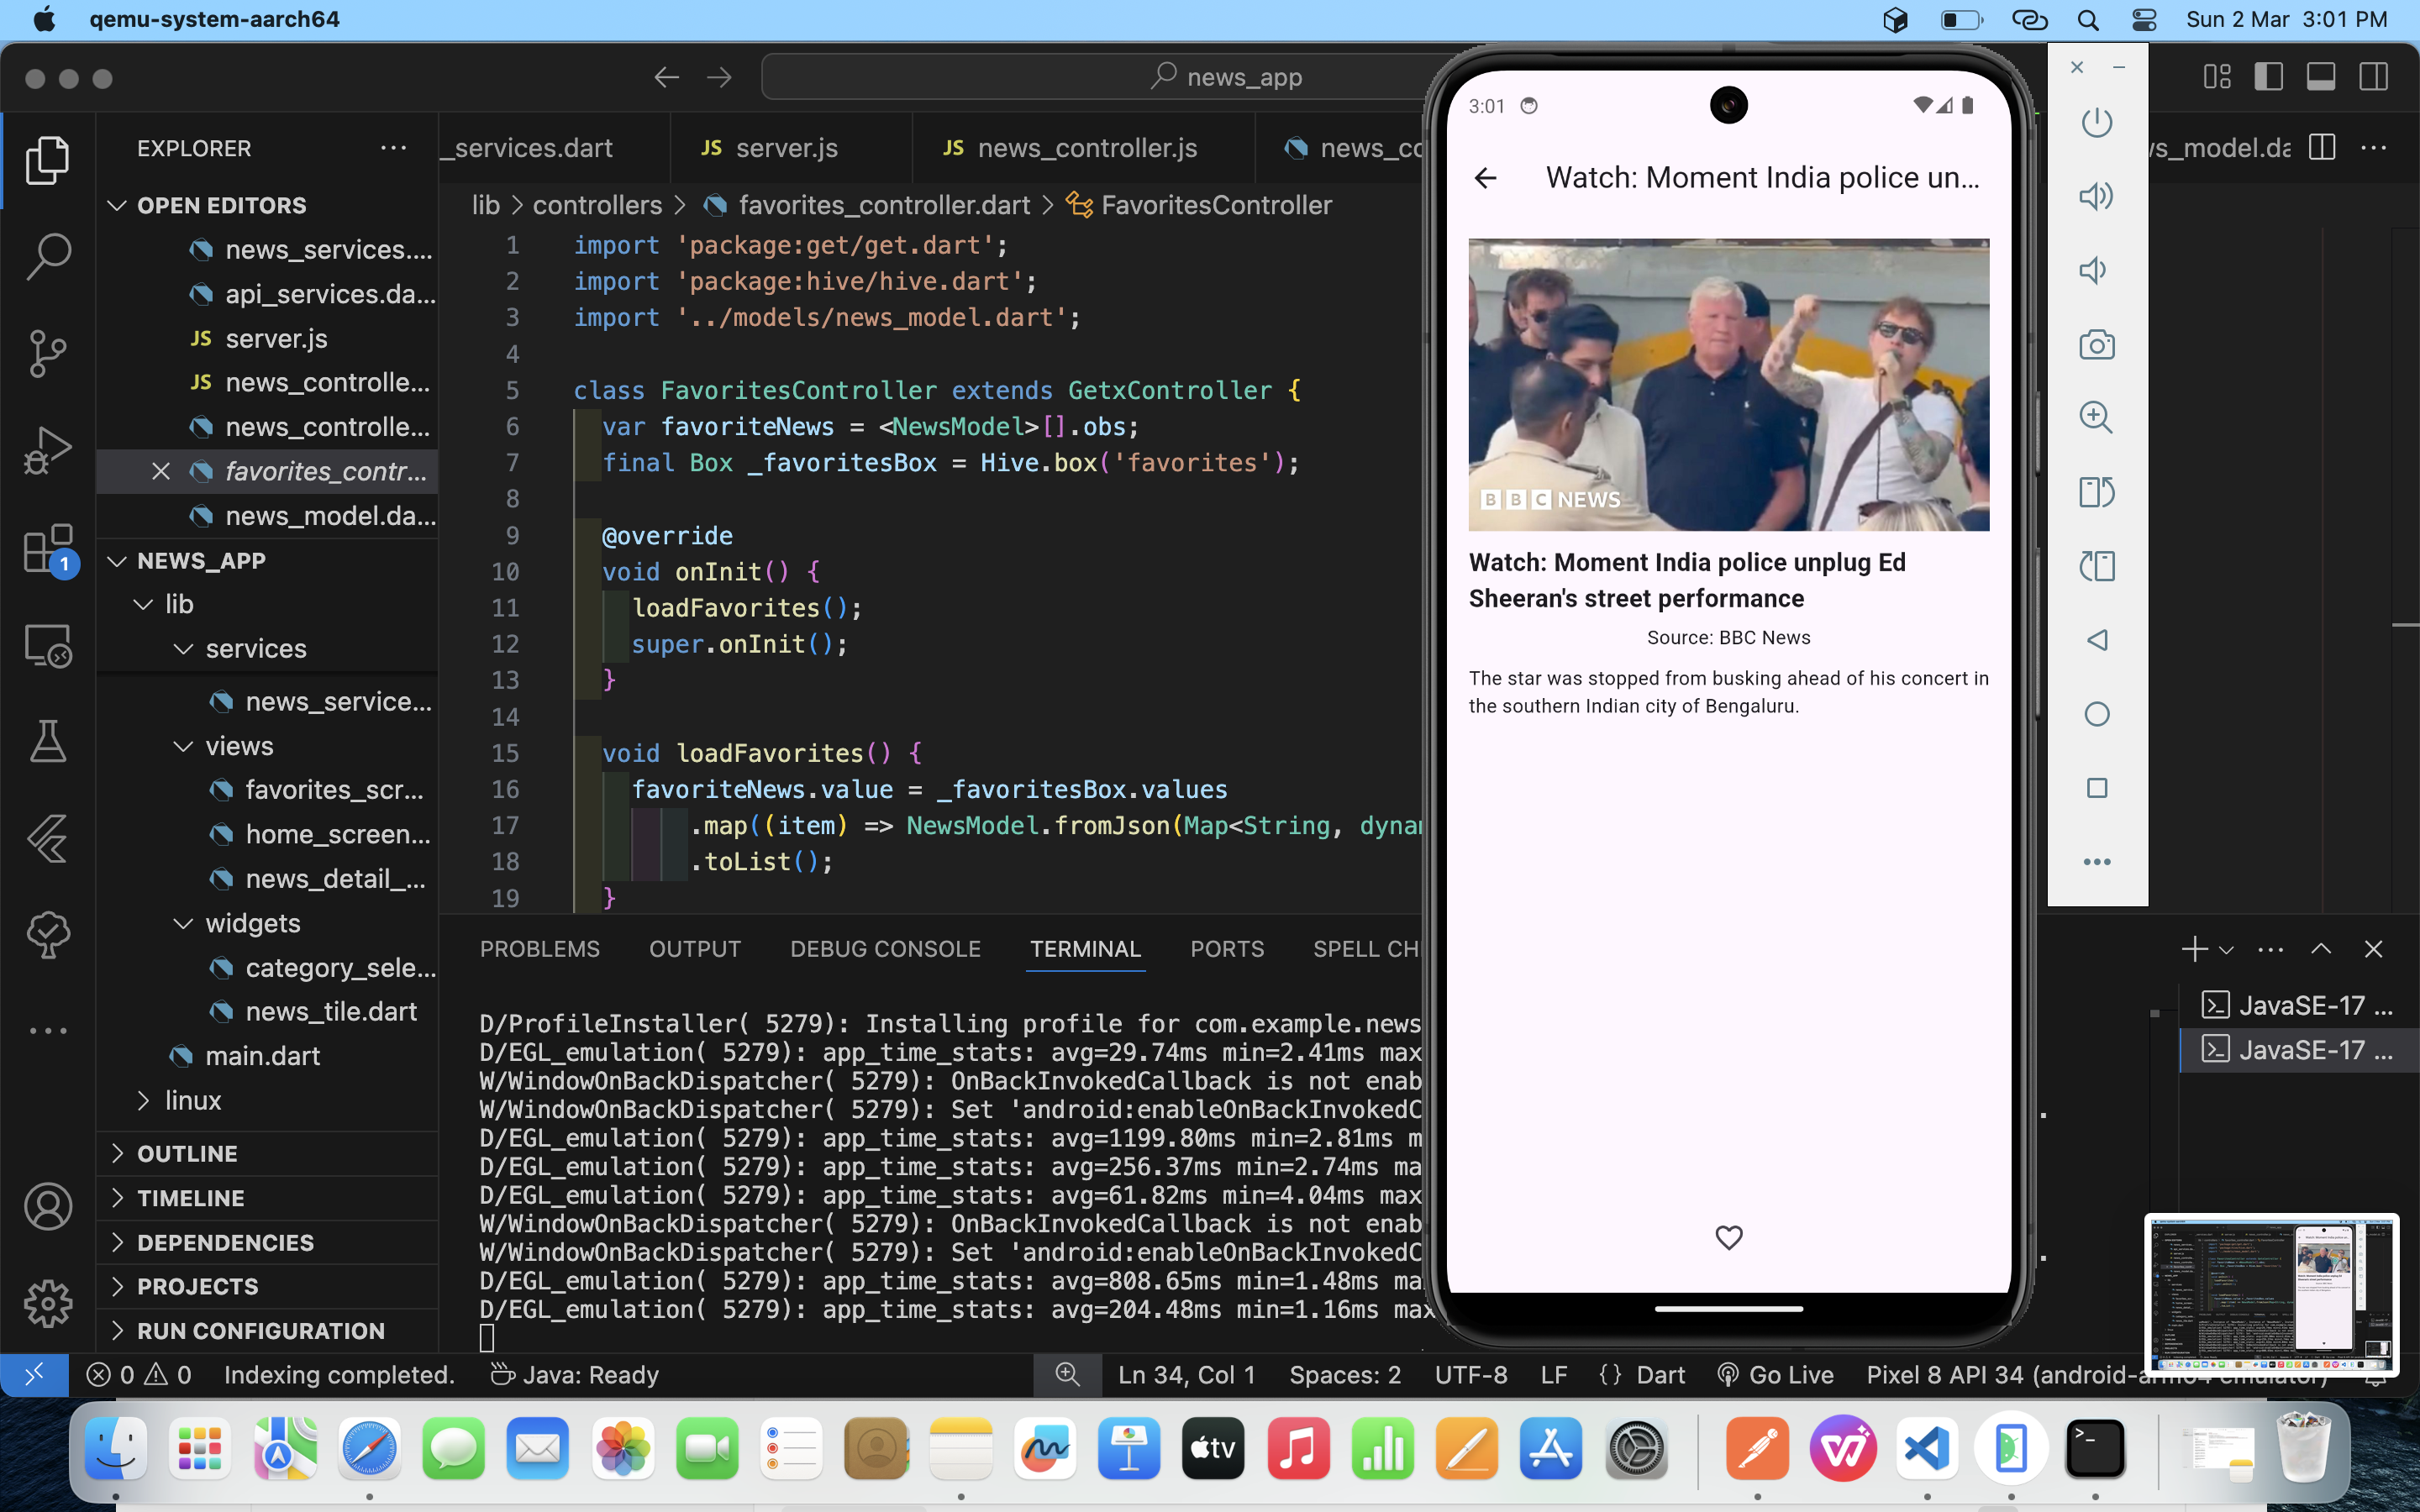 qemu-system-aarch64
Sun 2 Mar 3:01 PM
news_app
EXPLORER
OPEN EDITORS
news_services....
api_services.da...
server.js
JS
news_controlle...
JS
news_controlle...
favorites_contr...
news_model.da...
NEWS_APP
lib
services
news_service...
views
favorites_scr...
home_screen...
news_detail_...
widgets
category_sele...
news_tile.dart
main.dart
linux
OUTLINE
TIMELINE
DEPENDENCIES
PROJECTS
RUN CONFIGURATION
1
_services.dart
JS server.js
JS news_controller.js
news_co
s_model.da
lib > controllers > favorites_controller.dart > FavoritesController
1 import 'package:get/get.dart';
2 import 'package:hive/hive.dart';
3 import '../models/news_model.dart';
4
5 class FavoritesController extends GetxController {
6 var favoriteNews = <NewsModel>[].obs;
7 final Box _favoritesBox = Hive.box('favorites');
8
9 @override
10 void onInit() {
11 loadFavorites();
12 super.onInit();
13 }
14
15 void loadFavorites() {
16 favoriteNews.value = _favoritesBox.values
17 .map((item) => NewsModel.fromJson(Map<String, dynam
18 .toList();
19 }
PROBLEMS OUTPUT DEBUG CONSOLE TERMINAL PORTS SPELL CH
D/ProfileInstaller( 5279): Installing profile for com.example.news
D/EGL_emulation( 5279): app_time_stats: avg=29.74ms min=2.41ms max
W/WindowOnBackDispatcher( 5279): OnBackInvokedCallback is not enab
W/WindowOnBackDispatcher( 5279): Set 'android:enableOnBackInvokedC
D/EGL_emulation( 5279): app_time_stats: avg=1199.80ms min=2.81ms m
D/EGL_emulation( 5279): app_time_stats: avg=256.37ms min=2.74ms ma
D/EGL_emulation( 5279): app_time_stats: avg=61.82ms min=4.04ms max
W/WindowOnBackDispatcher( 5279): OnBackInvokedCallback is not enab
W/WindowOnBackDispatcher( 5279): Set 'android:enableOnBackInvokedC
D/EGL_emulation( 5279): app_time_stats: avg=808.65ms min=1.48ms ma
D/EGL_emulation( 5279): app_time_stats: avg=204.48ms min=1.16ms max
JavaSE-17 ...
JavaSE-17 ...
3:01
Watch: Moment India police un...
BBC NEWS
Watch: Moment India police unplug Ed
Sheeran's street performance
Source: BBC News
The star was stopped from busking ahead of his concert in
the southern Indian city of Bengaluru.
0 0 Indexing completed. Java: Ready
Ln 34, Col 1 Spaces: 2 UTF-8 LF {} Dart Go Live Pixel 8 API 34 (android-arm64 emulator)
tv